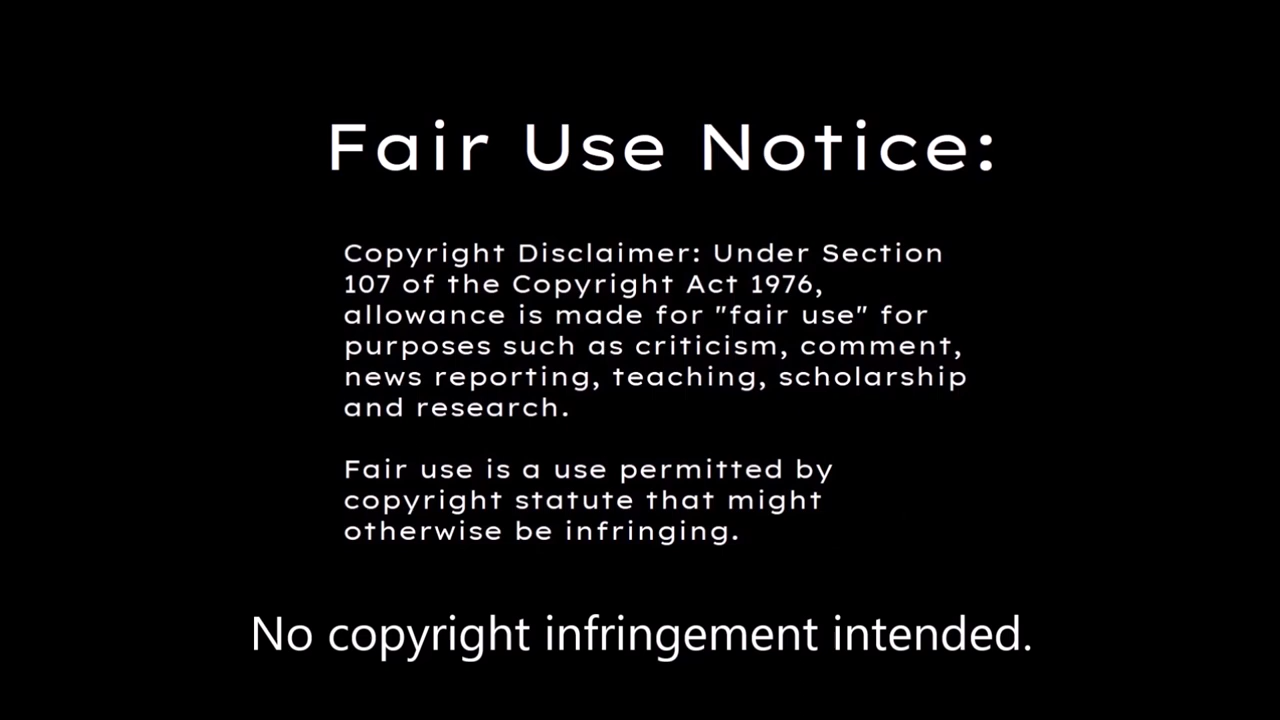 Fair Use Notice:
Copyright Disclaimer: Under Section
107 of the Copyright Act 1976,
allowance is made for "fair use" for
purposes such as criticism, comment,
news reporting, teaching, scholarship
and research.
Fair use is a use permitted by
copyright statute that might
otherwise be infringing.
No copyright infringement intended.